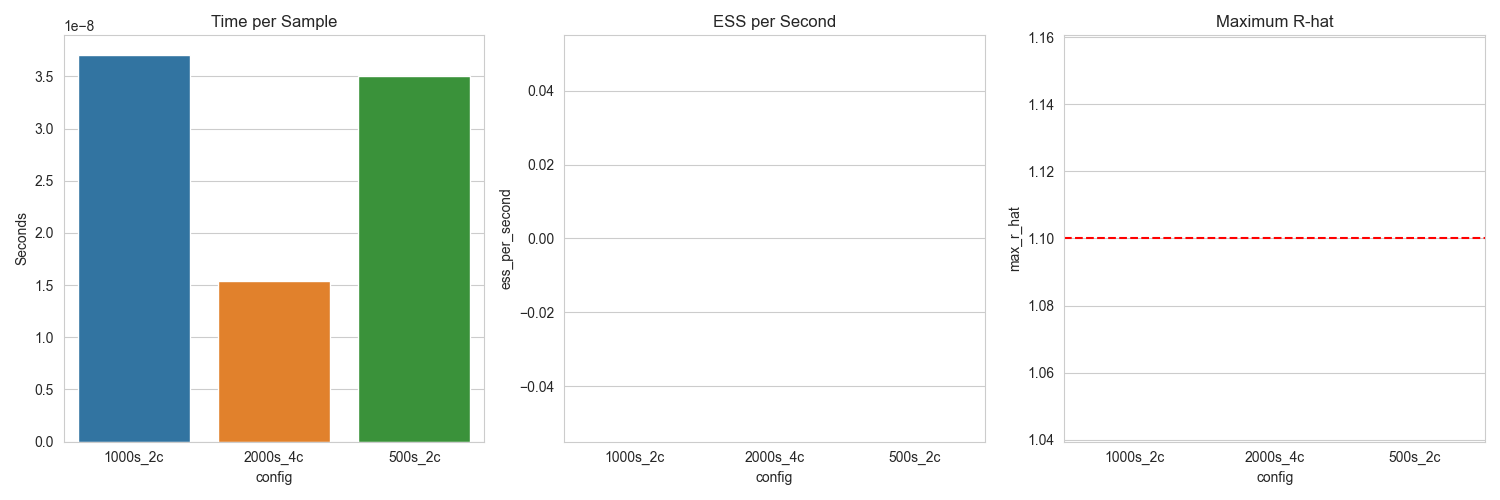 Time per Sample
1e−8
3.5
3.0
2.5
2.0
1.5
1.0
0.5
0.0
Seconds
1000s_2c 2000s_4c 500s_2c
config
ESS per Second
0.04
0.02
0.00
−0.02
−0.04
ess_per_second
1000s_2c 2000s_4c 500s_2c
config
Maximum R-hat
1.16
1.14
1.12
1.10
1.08
1.06
1.04
max_r_hat
1000s_2c 2000s_4c 500s_2c
config